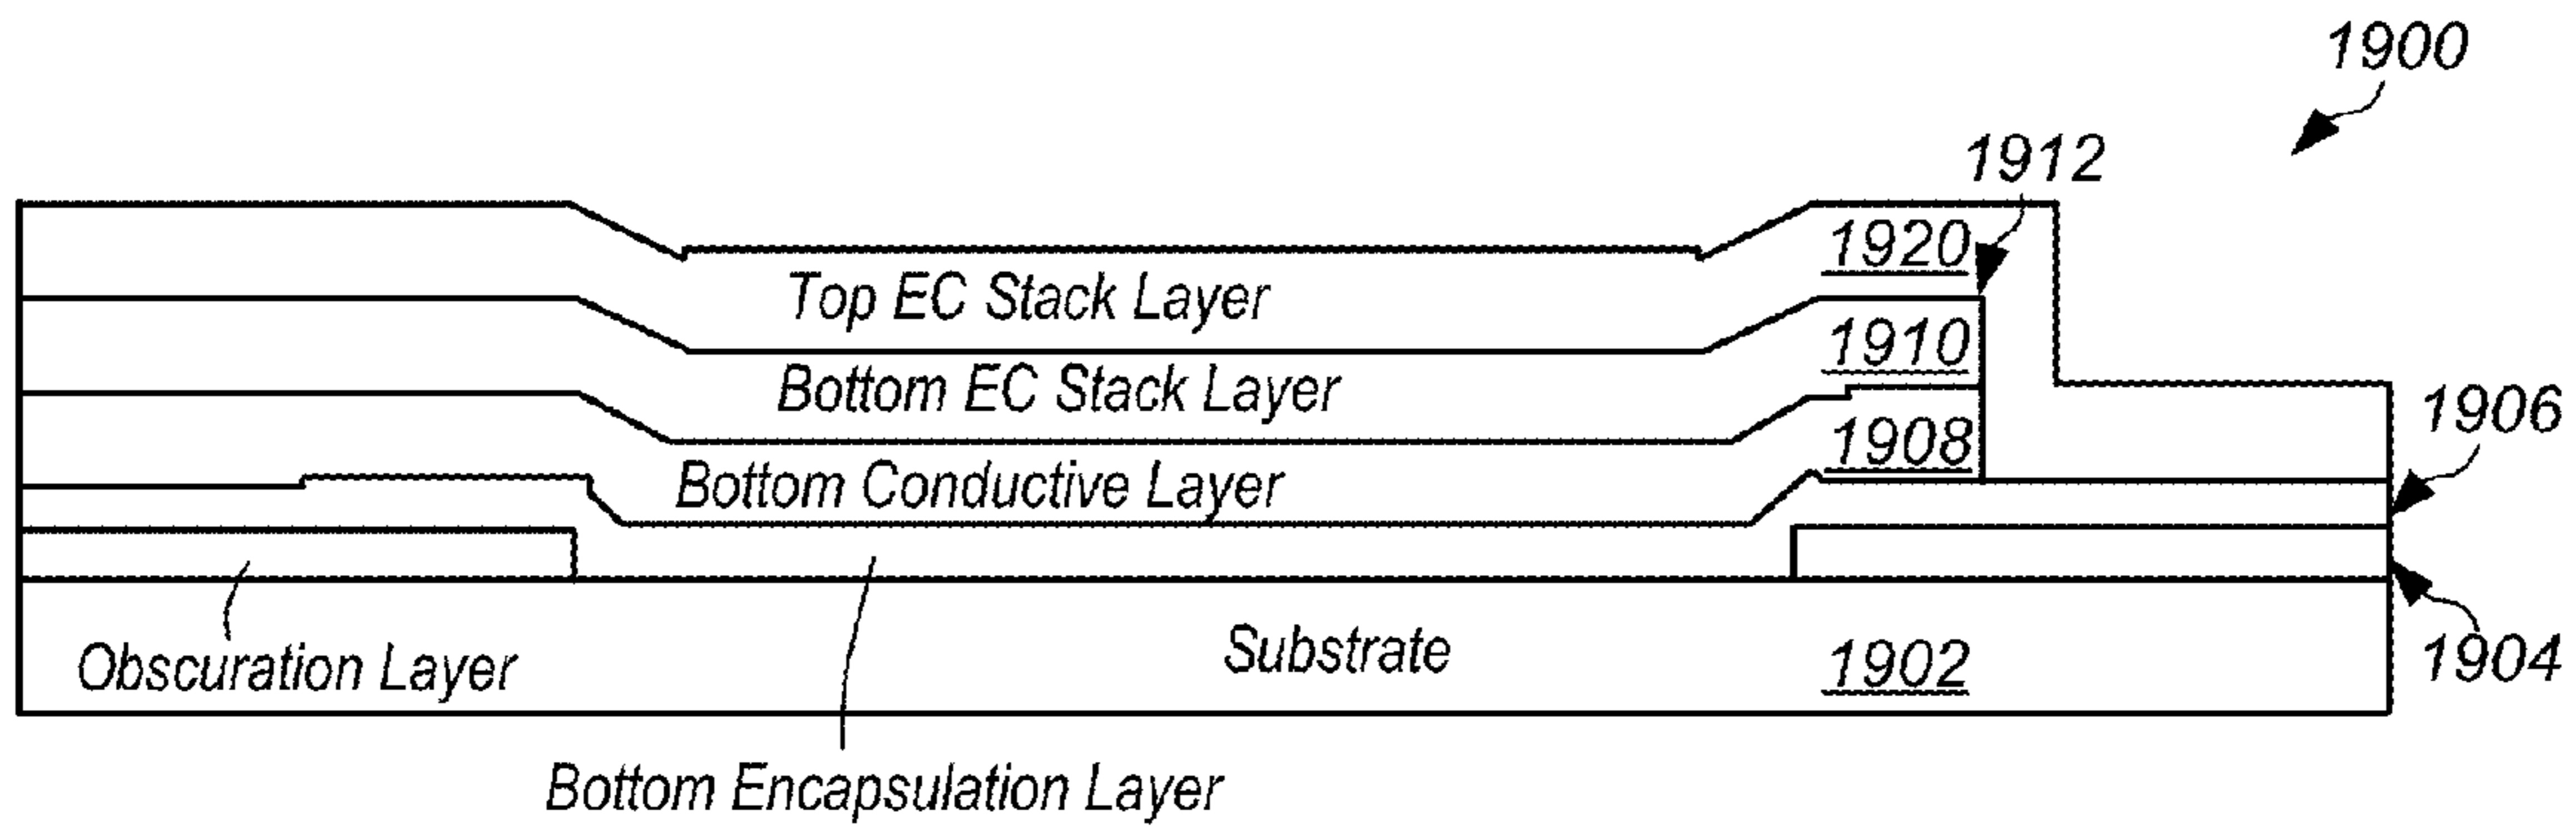 1900
1912
1920
Top EC Stack Layer
1910
Bottom EC Stack Layer
1906
1908
Bottom Conductive Layer
Obscuration Layer
Substrate
1902
1904
Bottom Encapsulation Layer